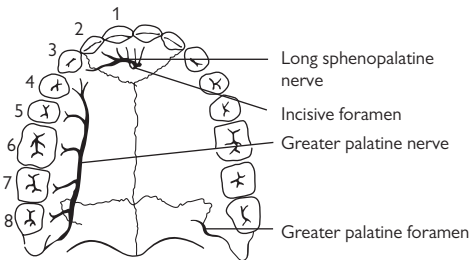 1
2
3
4
5
6
7
8
Long sphenopalatine
nerve
Incisive foramen
Greater palatine nerve
Greater palatine foramen